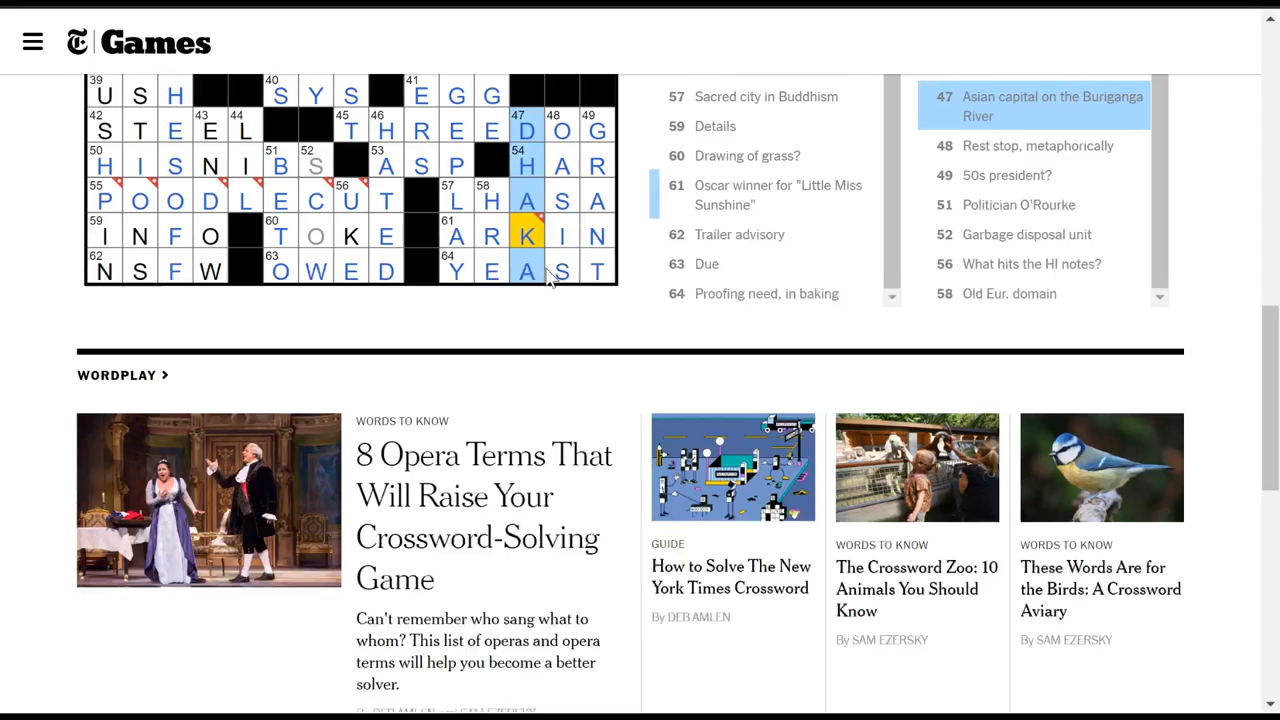 Games
39 40 41
U S H S Y S E G G
42 43 44 45 46 47 48 49
S T E E L T H R E E D O G
50 51 52 53 54
H I S N I B S A S P H A R
55 56 57 58
P O O D L E C U T L H A S A
59 60 61
I N F O T O K E A R K I N
62 63 64
N S F W O W E D Y E A S T
57 Sacred city in Buddhism
59 Details
60 Drawing of grass?
61 Oscar winner for "Little Miss
Sunshine"
62 Trailer advisory
63 Due
64 Proofing need, in baking
47 Asian capital on the Buriganga
River
48 Rest stop, metaphorically
49 50s president?
51 Politician O'Rourke
52 Garbage disposal unit
56 What hits the HI notes?
58 Old Eur. domain
WORDPLAY >
WORDS TO KNOW
8 Opera Terms That
Will Raise Your
Crossword-Solving
Game
Can't remember who sang what to
whom? This list of operas and opera
terms will help you become a better
solver.
GUIDE
How to Solve The New
York Times Crossword
By DEB AMLEN
WORDS TO KNOW
The Crossword Zoo: 10
Animals You Should
Know
By SAM EZERSKY
WORDS TO KNOW
These Words Are for
the Birds: A Crossword
Aviary
By SAM EZERSKY